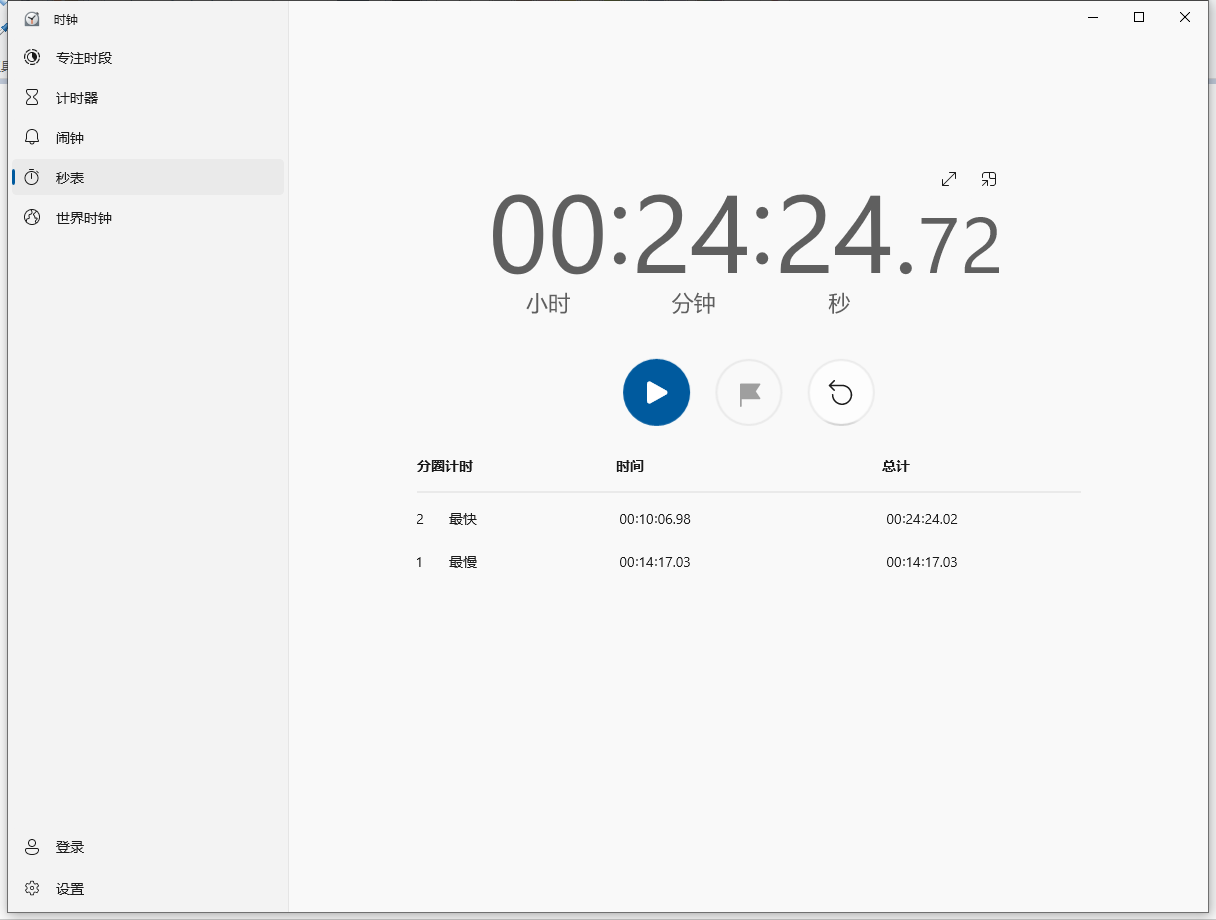 时钟
专注时段
计时器
闹钟
秒表
世界时钟
登录
设置
00:24:24.72
小时 分钟 秒
分圈计时 时间 总计
2 最快 00:10:06.98 00:24:24.02
1 最慢 00:14:17.03 00:14:17.03